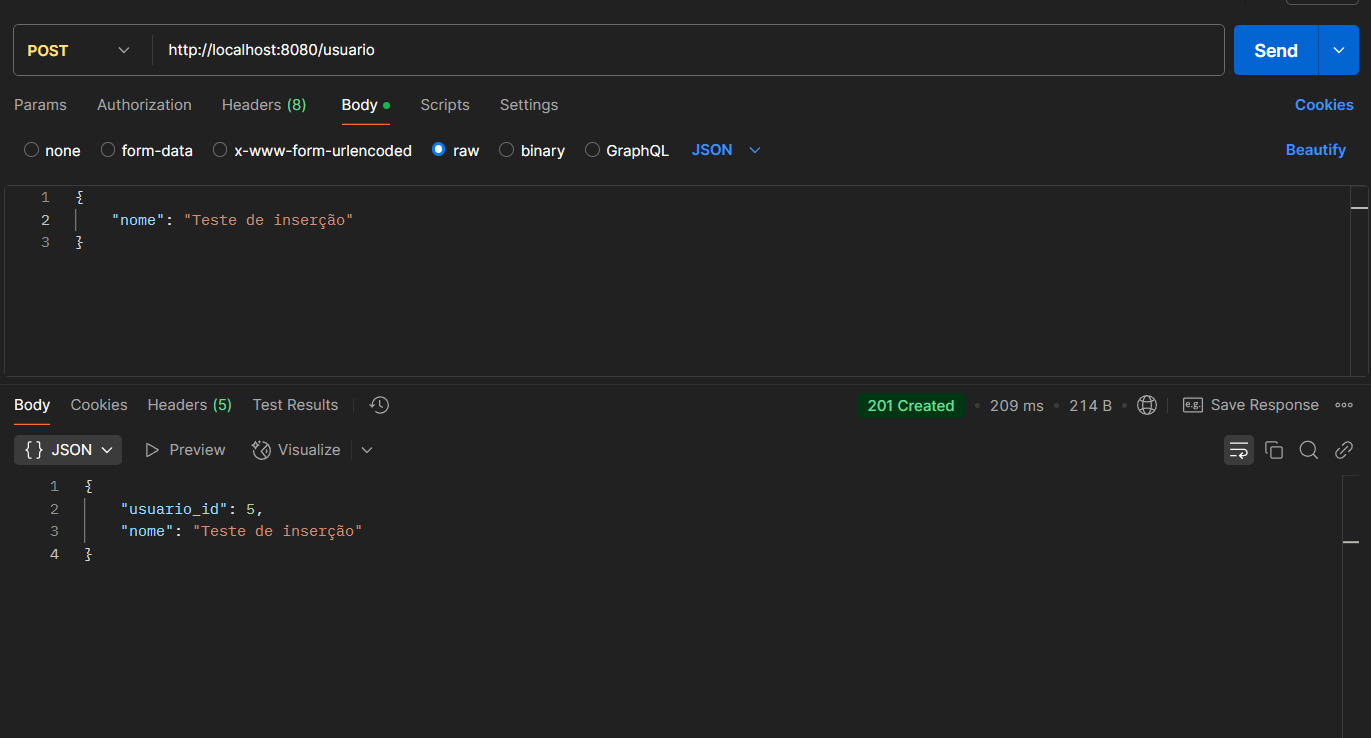 POST http://localhost:8080/usuario Send
Params Authorization Headers (8) Body Scripts Settings Cookies
none form-data x-www-form-urlencoded raw binary GraphQL JSON Beautify
1 {
2 "nome": "Teste de inserção"
3 }
Body Cookies Headers (5) Test Results 201 Created 209 ms 214 B e.g. Save Response
{} JSON Preview Visualize
1 {
2 "usuario_id": 5,
3 "nome": "Teste de inserção"
4 }